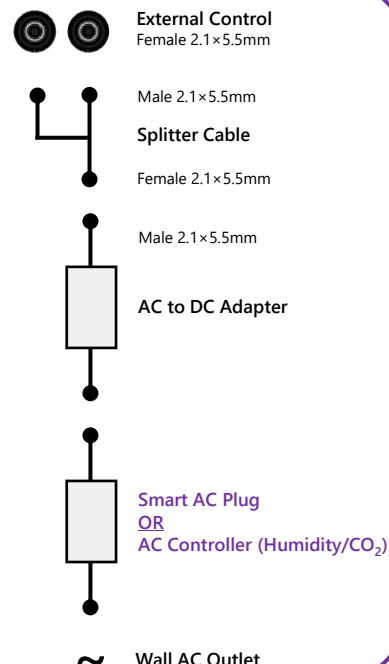 External Control
Female 2.1×5.5mm
Male 2.1×5.5mm
Splitter Cable
Female 2.1×5.5mm
Male 2.1×5.5mm
AC to DC Adapter
Smart AC Plug
OR
AC Controller (Humidity/CO₂)
~
Wall AC Outlet